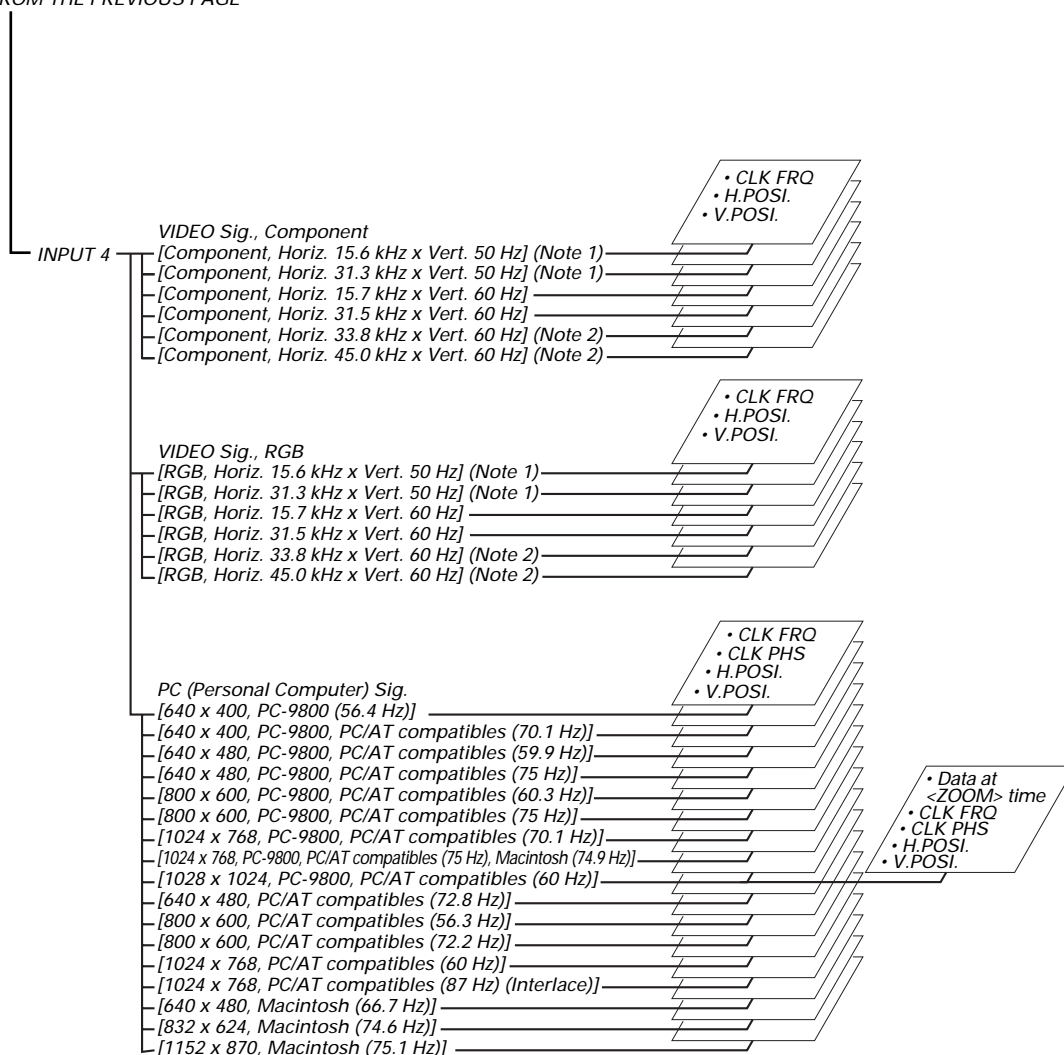 ROM THE PREVIOUS PAGE
• CLK FRQ
• H.POSI.
• V.POSI.
INPUT 4
VIDEO Sig., Component
[Component, Horiz. 15.6 kHz x Vert. 50 Hz] (Note 1)
[Component, Horiz. 31.3 kHz x Vert. 50 Hz] (Note 1)
[Component, Horiz. 15.7 kHz x Vert. 60 Hz]
[Component, Horiz. 31.5 kHz x Vert. 60 Hz]
[Component, Horiz. 33.8 kHz x Vert. 60 Hz] (Note 2)
[Component, Horiz. 45.0 kHz x Vert. 60 Hz] (Note 2)
• CLK FRQ
• H.POSI.
• V.POSI.
VIDEO Sig., RGB
[RGB, Horiz. 15.6 kHz x Vert. 50 Hz] (Note 1)
[RGB, Horiz. 31.3 kHz x Vert. 50 Hz] (Note 1)
[RGB, Horiz. 15.7 kHz x Vert. 60 Hz]
[RGB, Horiz. 31.5 kHz x Vert. 60 Hz]
[RGB, Horiz. 33.8 kHz x Vert. 60 Hz] (Note 2)
[RGB, Horiz. 45.0 kHz x Vert. 60 Hz] (Note 2)
• CLK FRQ
• CLK PHS
• H.POSI.
• V.POSI.
PC (Personal Computer) Sig.
[640 x 400, PC-9800 (56.4 Hz)]
[640 x 400, PC-9800, PC/AT compatibles (70.1 Hz)]
[640 x 480, PC-9800, PC/AT compatibles (59.9 Hz)]
[640 x 480, PC-9800, PC/AT compatibles (75 Hz)]
[800 x 600, PC-9800, PC/AT compatibles (60.3 Hz)]
[800 x 600, PC-9800, PC/AT compatibles (75 Hz)]
[1024 x 768, PC-9800, PC/AT compatibles (70.1 Hz)]
[1024 x 768, PC-9800, PC/AT compatibles (75 Hz), Macintosh (74.9 Hz)]
[1028 x 1024, PC-9800, PC/AT compatibles (60 Hz)]
[640 x 480, PC/AT compatibles (72.8 Hz)]
[800 x 600, PC/AT compatibles (56.3 Hz)]
[800 x 600, PC/AT compatibles (72.2 Hz)]
[1024 x 768, PC/AT compatibles (60 Hz)]
[1024 x 768, PC/AT compatibles (87 Hz) (Interlace)]
[640 x 480, Macintosh (66.7 Hz)]
[832 x 624, Macintosh (74.6 Hz)]
[1152 x 870, Macintosh (75.1 Hz)]
• Data at
<ZOOM> time
• CLK FRQ
• CLK PHS
• H.POSI.
• V.POSI.